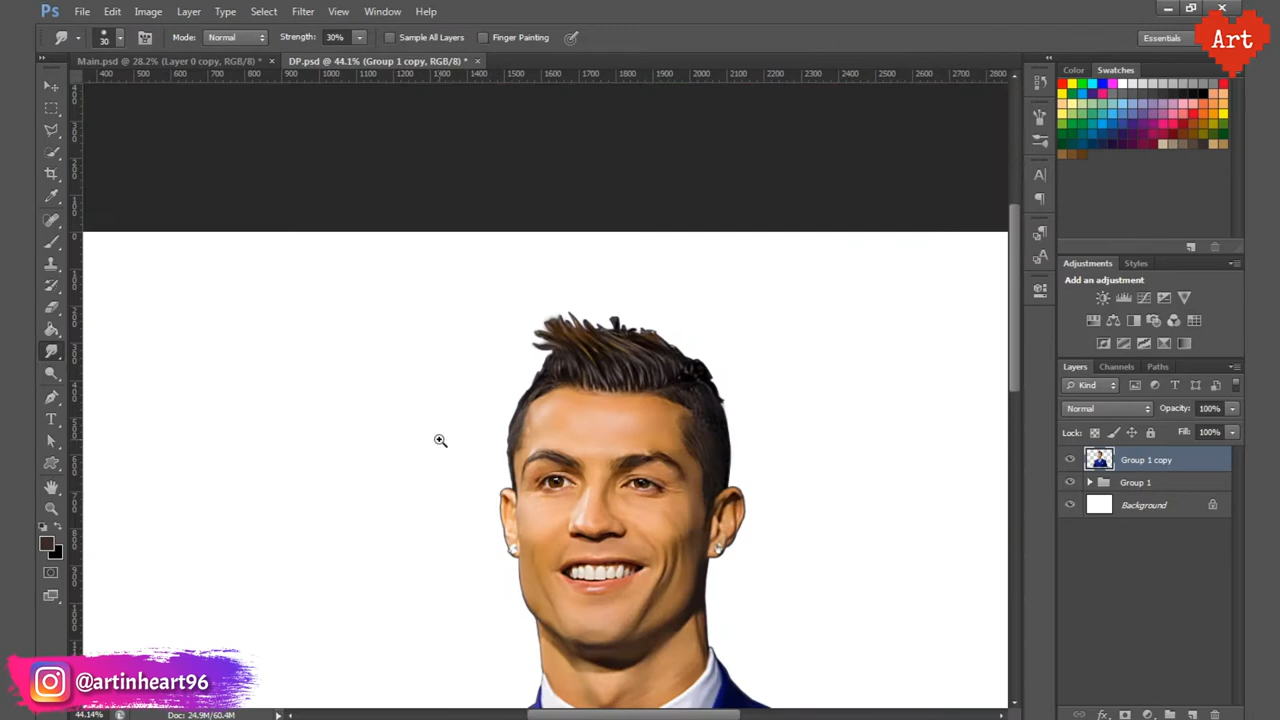 Ps File Edit Image Layer Type Select Filter View Window Help
30 Mode: Normal Strength: 30% Sample All Layers Finger Painting Essentials
Art
Main.psd @ 28.2% (Layer 0 copy, RGB/8) * × DP.psd @ 44.1% (Group 1 copy, RGB/8) * ×
400 500 600 700 800 900 1000 1100 1200 1300 1400 1500 1600 1700 1800 1900 2000 2100 2200 2300 2400 2500 2600 2700 2800
Color Swatches
Adjustments Styles
Add an adjustment
Layers Channels Paths
Kind
Normal Opacity: 100%
Lock: Fill: 100%
Group 1 copy
Group 1
Background
@artinheart96
44.14% Doc: 24.9M/60.4M